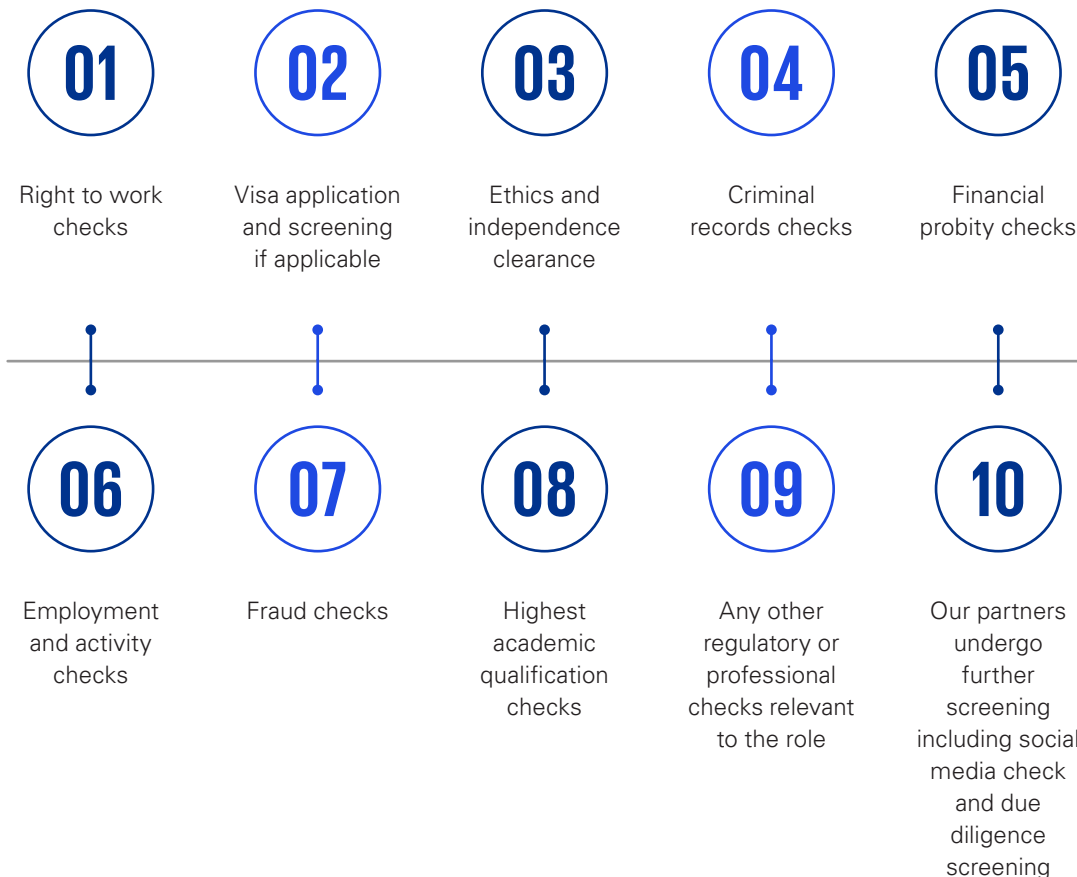 01
Right to work
checks
02
Visa application
and screening
if applicable
03
Ethics and
independence
clearance
04
Criminal
records checks
05
Financial
probity checks
06
Employment
and activity
checks
07
Fraud checks
08
Highest
academic
qualification
checks
09
Any other
regulatory or
professional
checks relevant
to the role
10
Our partners
undergo
further
screening
including social
media check
and due
diligence
screening